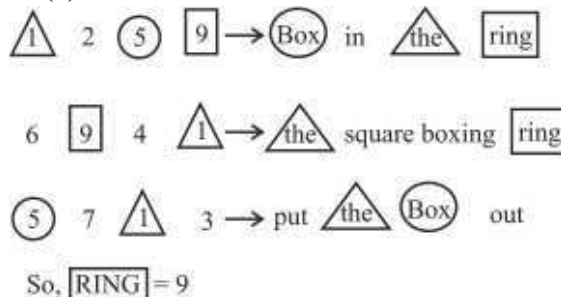 1 2 5 9 → Box in the ring
6 9 4 1 → the square boxing ring
5 7 1 3 → put the Box out
So, RING = 9